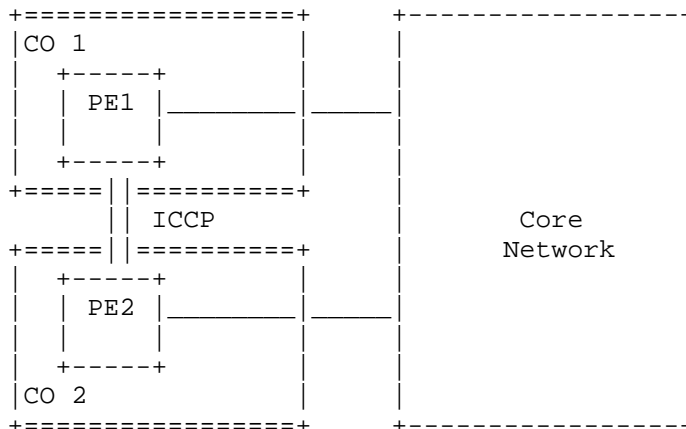 CO 1
PE1
ICCP
Core
Network
PE2
CO 2